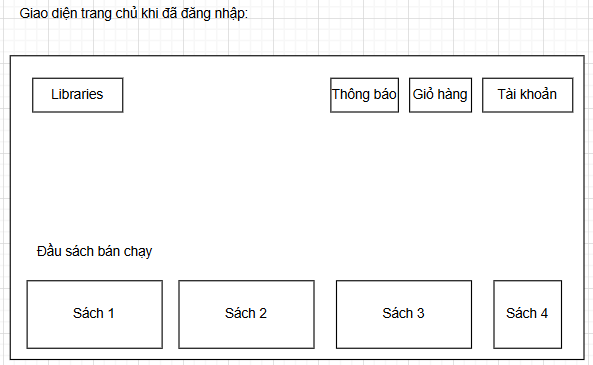 Giao diện trang chủ khi đã đăng nhập:
Libraries Thông báo Giỏ hàng Tài khoản
Đầu sách bán chạy
Sách 1 Sách 2 Sách 3 Sách 4